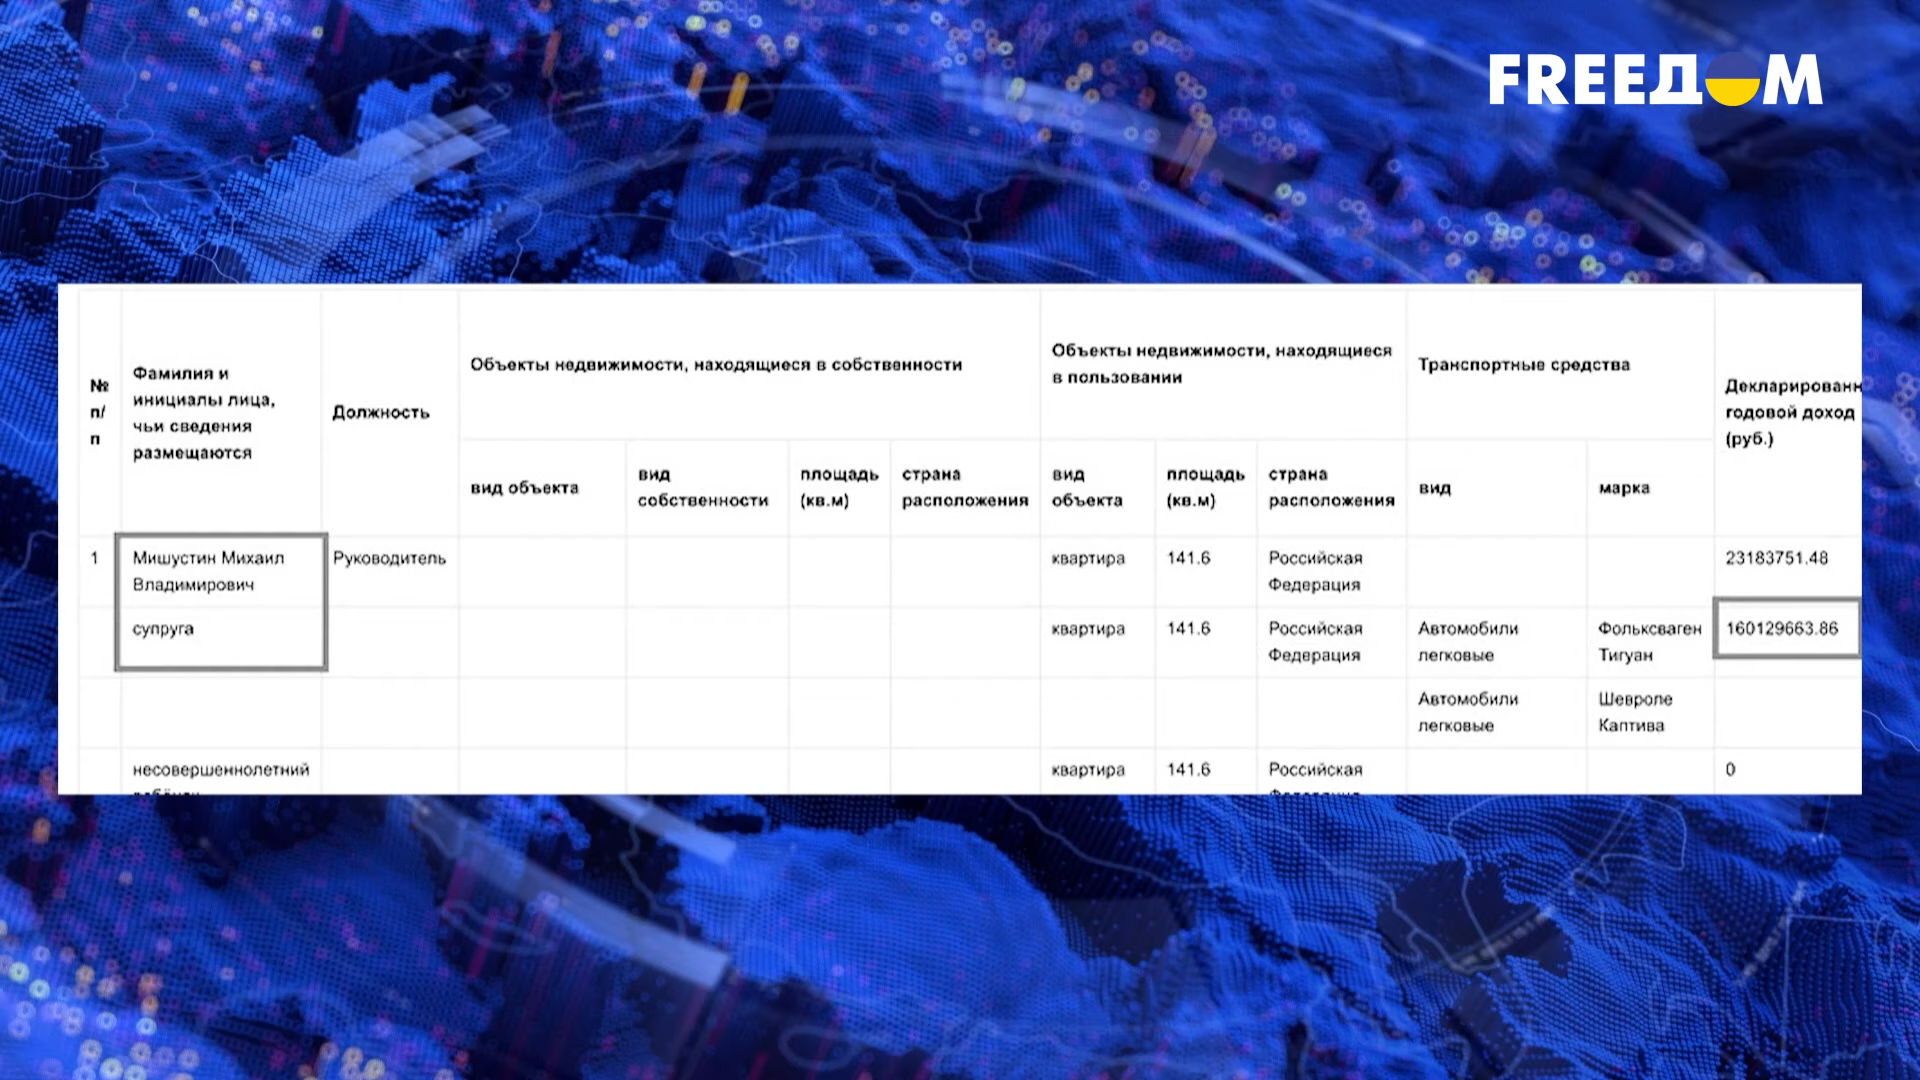 FREEДOM
Объекты недвижимости, находящиеся в собственности
Объекты недвижимости, находящиеся
в пользовании
Транспортные средства
№
п/
п
Фамилия и
инициалы лица,
чьи сведения
размещаются
Должность
Декларированн
годовой доход
(руб.)
вид объекта
вид
собственности
площадь
(кв.м)
страна
расположения
вид
объекта
площадь
(кв.м)
страна
расположения
вид
марка
1
Мишустин Михаил
Владимирович
Руководитель
квартира
141.6
Российская
Федерация
23183751.48
супруга
квартира
141.6
Российская
Федерация
Автомобили
легковые
Фольксваген
Тигуан
160129663.86
Автомобили
легковые
Шевроле
Каптива
несовершеннолетний
квартира
141.6
Российская
0